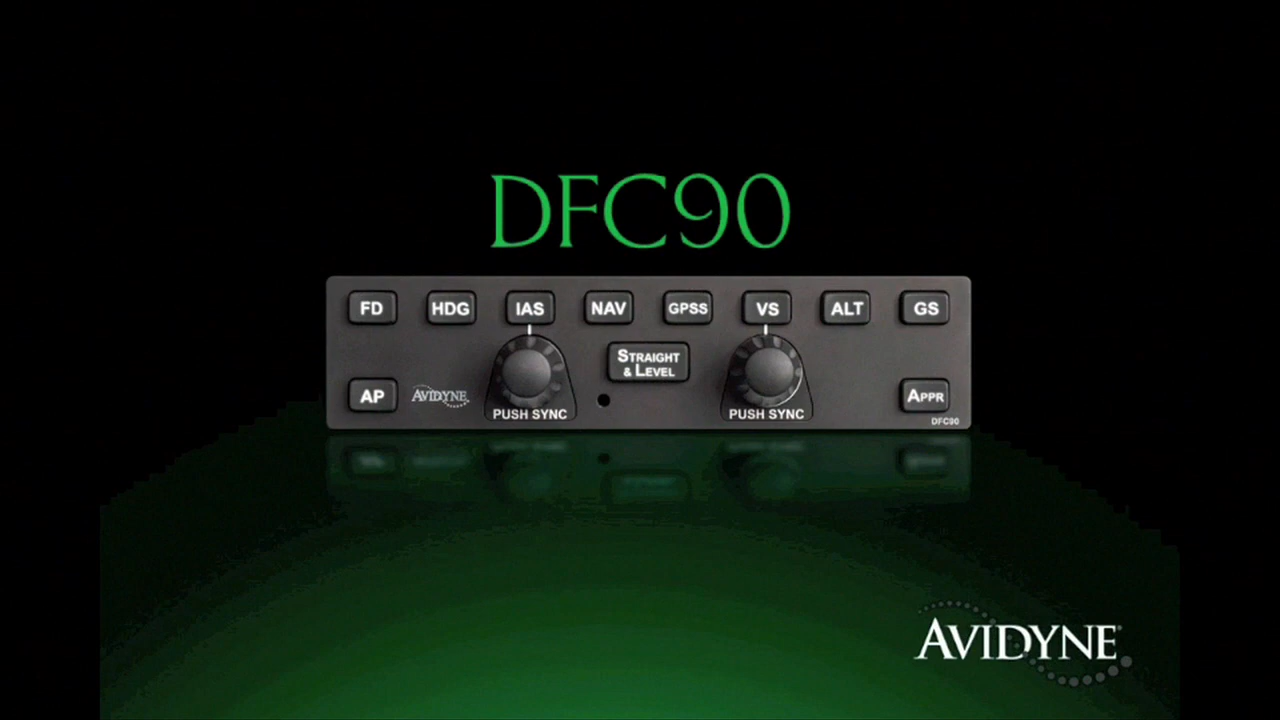 DFC90
FD HDG IAS NAV GPSS VS ALT GS
STRAIGHT
& LEVEL
AP AVIDYNE APPR
PUSH SYNC PUSH SYNC
DFC90
AVIDYNE